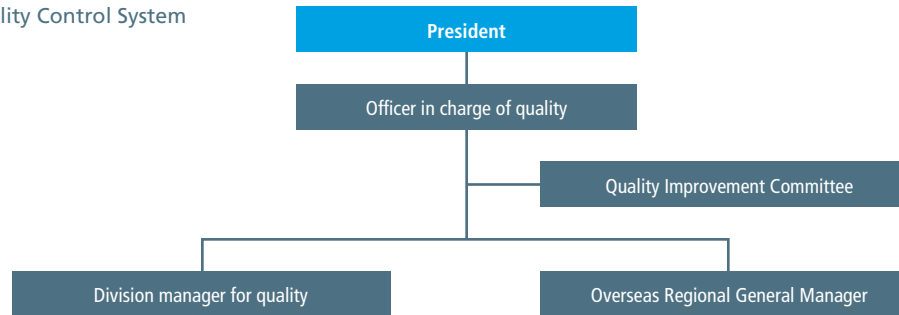 lity Control System
President
Officer in charge of quality
Quality Improvement Committee
Division manager for quality
Overseas Regional General Manager